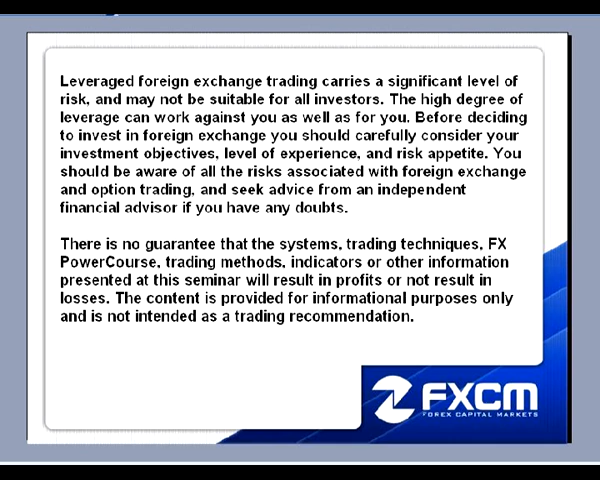 Leveraged foreign exchange trading carries a significant level of
risk, and may not be suitable for all investors. The high degree of
leverage can work against you as well as for you. Before deciding
to invest in foreign exchange you should carefully consider your
investment objectives, level of experience, and risk appetite. You
should be aware of all the risks associated with foreign exchange
and option trading, and seek advice from an independent
financial advisor if you have any doubts.
There is no guarantee that the systems, trading techniques, FX
PowerCourse, trading methods, indicators or other information
presented at this seminar will result in profits or not result in
losses. The content is provided for informational purposes only
and is not intended as a trading recommendation.
FXCM
FOREX CAPITAL MARKETS